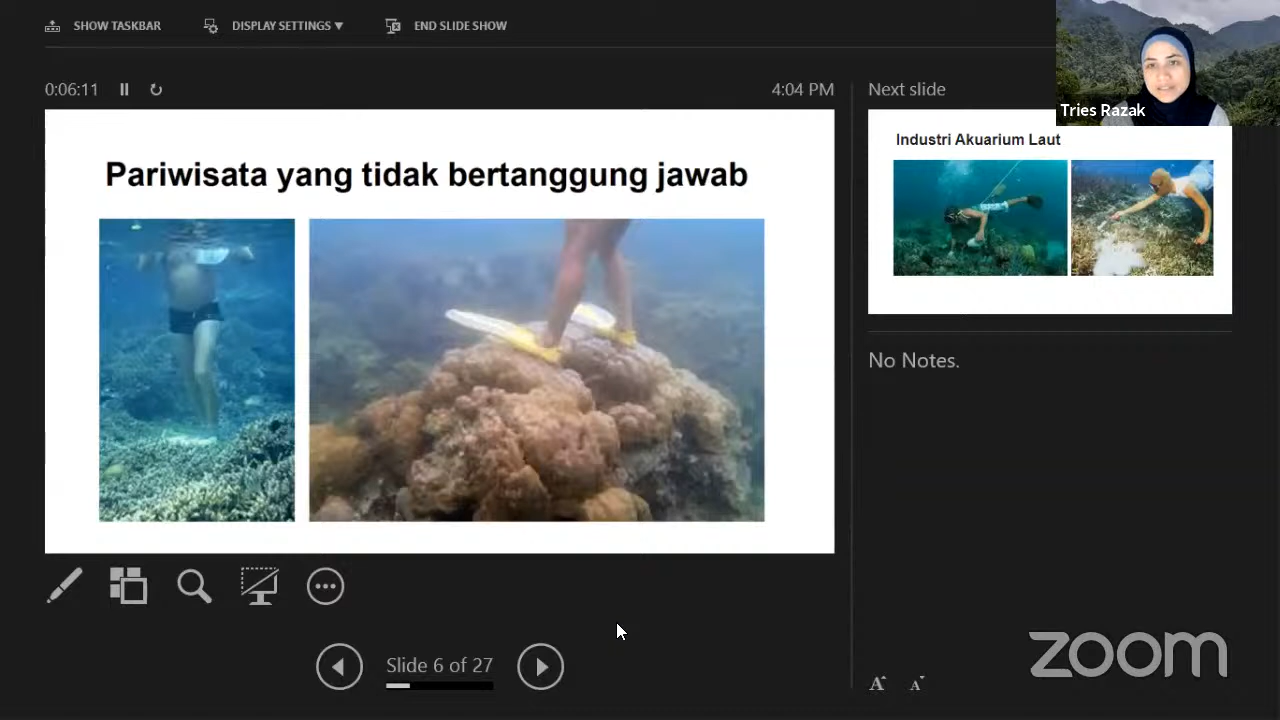 SHOW TASKBAR
DISPLAY SETTINGS ▼
END SLIDE SHOW
0:06:11
4:04 PM
Next slide
Tries Razak
Pariwisata yang tidak bertanggung jawab
Industri Akuarium Laut
No Notes.
Slide 6 of 27
A A
zoom